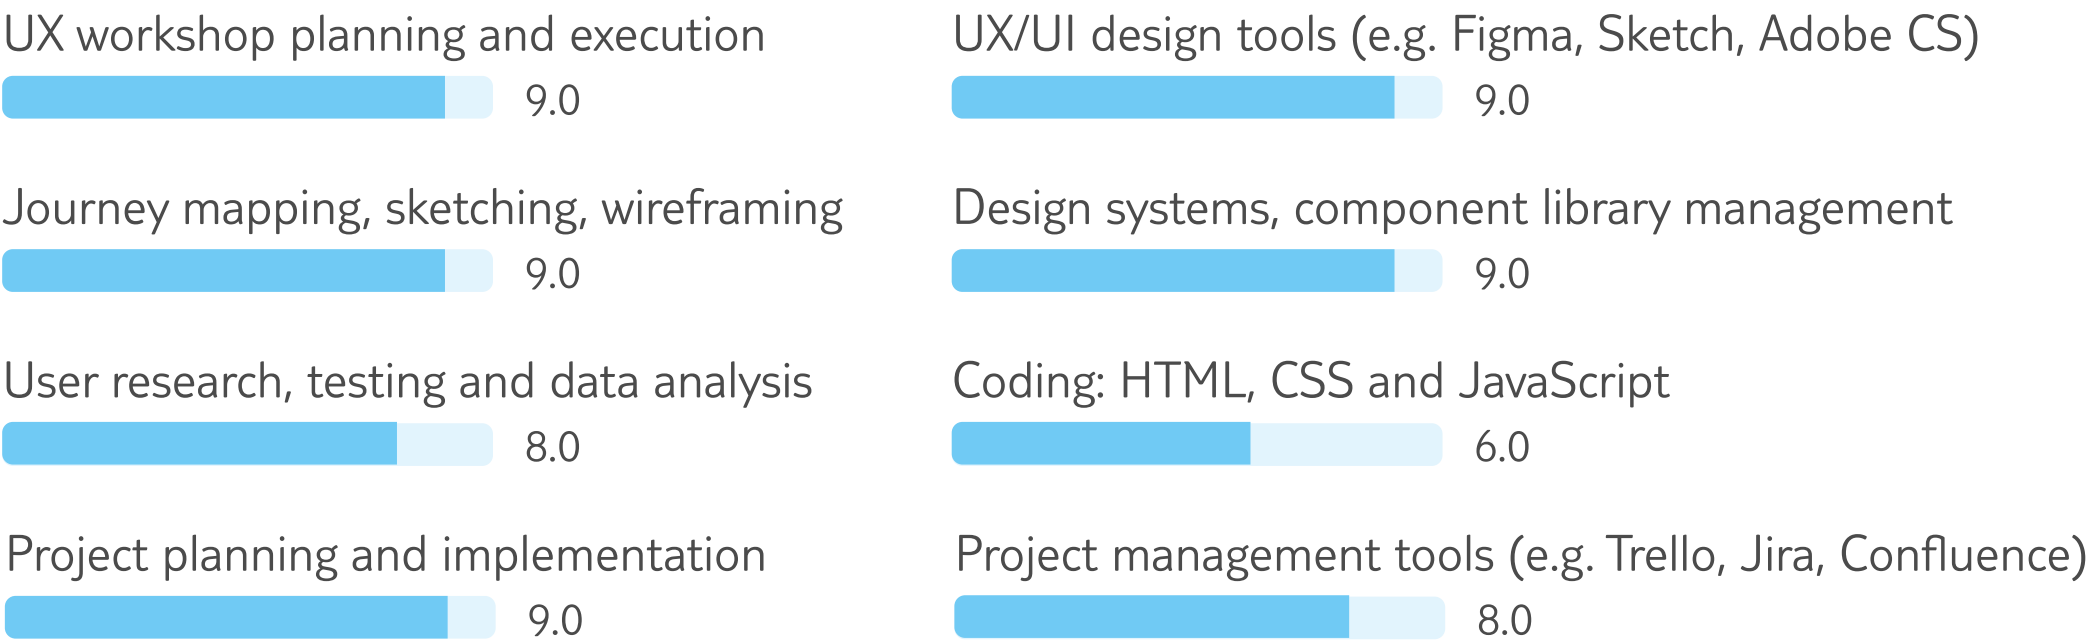 UX workshop planning and execution
9.0
Journey mapping, sketching, wireframing
9.0
User research, testing and data analysis
8.0
Project planning and implementation
9.0
UX/UI design tools (e.g. Figma, Sketch, Adobe CS)
9.0
Design systems, component library management
9.0
Coding: HTML, CSS and JavaScript
6.0
Project management tools (e.g. Trello, Jira, Confluence)
8.0